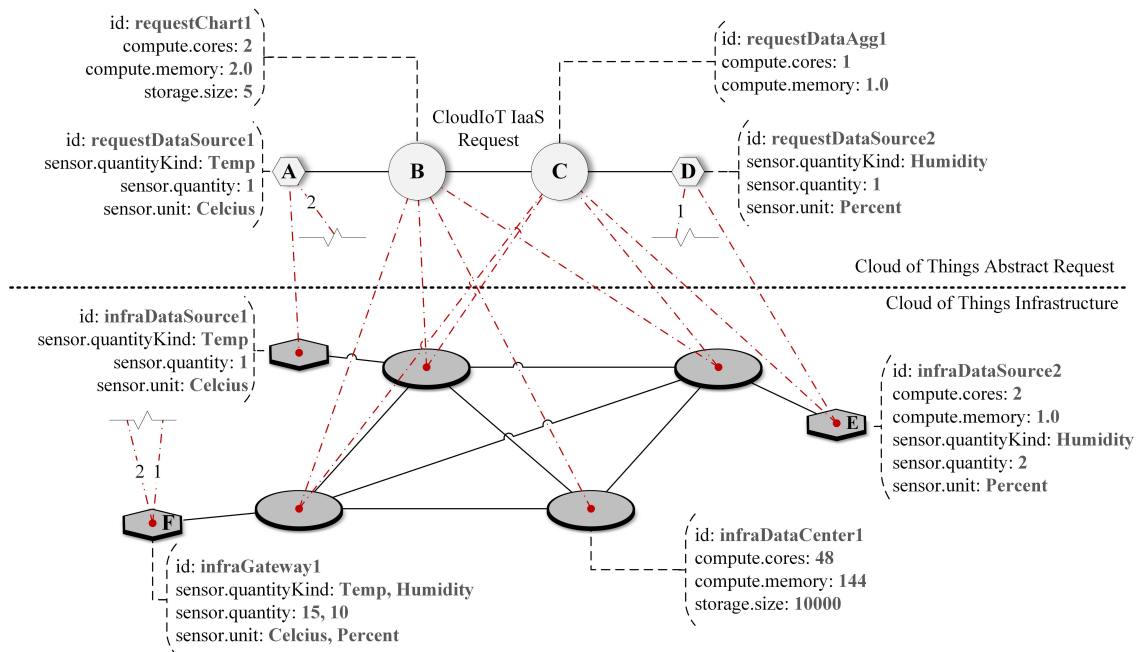 id: requestChart1
compute.cores: 2
compute.memory: 2.0
storage.size: 5
id: requestDataAgg1
compute.cores: 1
compute.memory: 1.0
CloudIoT IaaS
Request
id: requestDataSource1
sensor.quantityKind: Temp
sensor.quantity: 1
sensor.unit: Celcius
A
B
C
D
id: requestDataSource2
sensor.quantityKind: Humidity
sensor.quantity: 1
sensor.unit: Percent
2
1
Cloud of Things Abstract Request
Cloud of Things Infrastructure
id: infraDataSource1
sensor.quantityKind: Temp
sensor.quantity: 1
sensor.unit: Celcius
id: infraDataSource2
compute.cores: 2
compute.memory: 1.0
sensor.quantityKind: Humidity
sensor.quantity: 2
sensor.unit: Percent
E
2
1
F
id: infraGateway1
sensor.quantityKind: Temp, Humidity
sensor.quantity: 15, 10
sensor.unit: Celcius, Percent
id: infraDataCenter1
compute.cores: 48
compute.memory: 144
storage.size: 10000